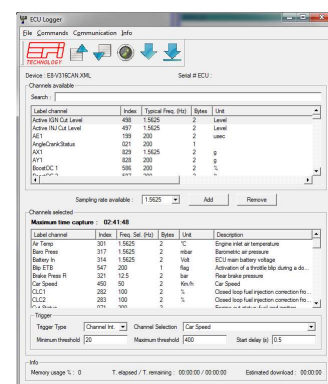 ECU Logger
File Commands Communication Info
EFI
TECHNOLOGY
Device : E8-V316CAN.XML Serial # ECU :
Channels available
Search :
Label channel Index Typical Freq. (Hz) Bytes Unit
Active IGN Cut Level 498 1.5625 2 Level
Active INJ Cut Level 497 1.5625 2 Level
AE1 199 200 2 usec
AngleCrankStatus 021 200 1
AX1 829 1.5625 2 g
AY1 828 200 2 g
BoostDC 1 586 200 2 %
Sampling rate available : 1.5625 Add Remove
Channels selected
Maximum time capture : 02:41:48
Label channel Index Freq. Sel. (Hz) Bytes Unit Description
Air Temp 301 1.5625 2 °C Engine inlet air temperature
Baro Press 317 1.5625 2 mbar Barometric air pressure
Battery In 314 1.5625 2 Volt ECU main battery voltage
Blip ETB 547 200 1 flag Activation of a throttle blip during a do...
Brake Press R 321 12.5 2 bar Rear brake pressure
Car Speed 450 50 2 Km/h Car Speed
CLC1 282 100 2 % Closed loop fuel injection correction fro...
CLC2 283 100 2 % Closed loop fuel injection correction fro...
Trigger
Trigger Type Channel Int. Channel Selection Car Speed
Minimum threshold 20 Maximum threshold 400 Start delay (s) 0.5
Info
Memory usage % : 0 T. elapsed / T. remaining : 00:00:00 / 00:00:00 Estimated download : 00:00:00